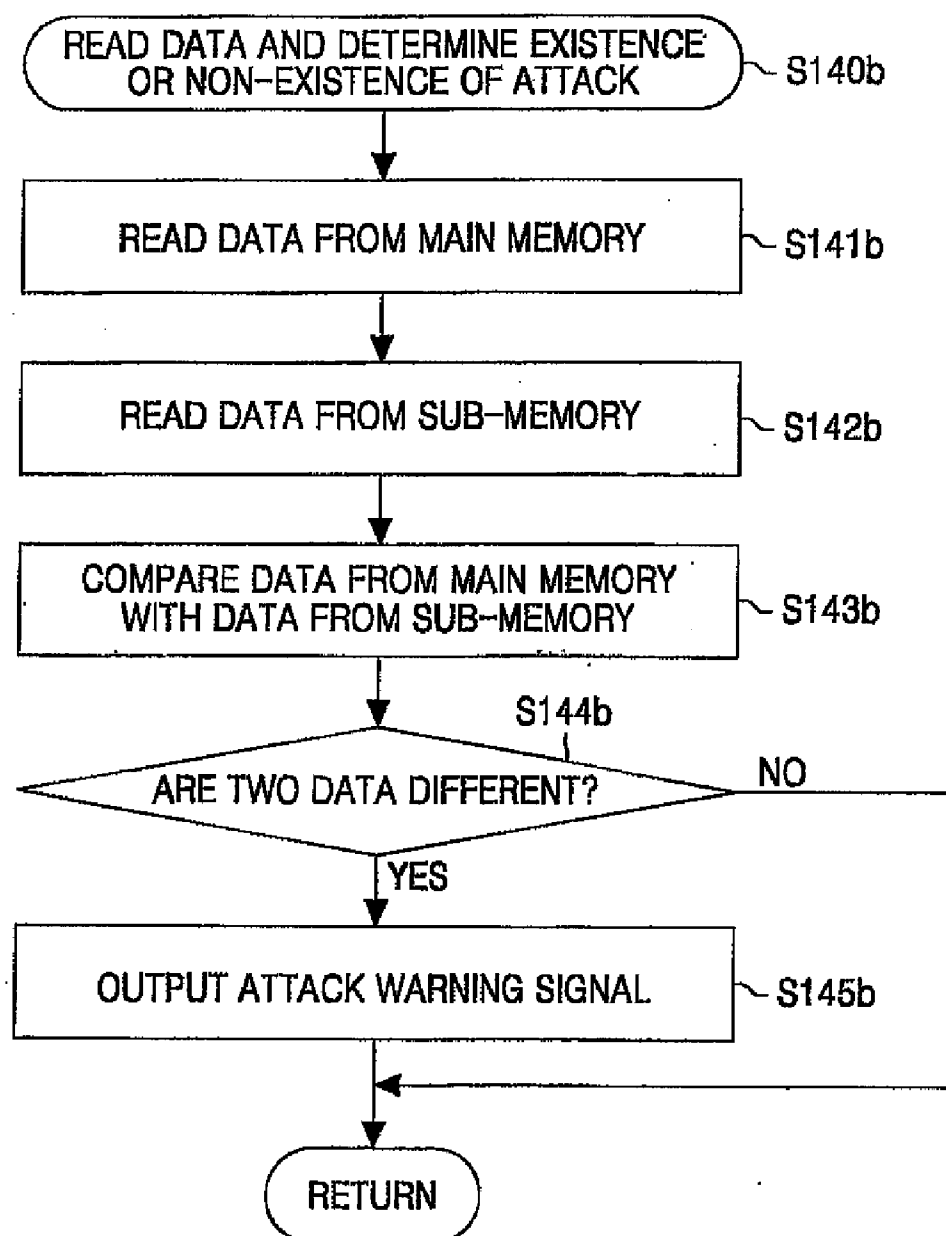 READ DATA AND DETERMINE EXISTENCE
OR NON-EXISTENCE OF ATTACK
S140b
READ DATA FROM MAIN MEMORY
S141b
READ DATA FROM SUB-MEMORY
S142b
COMPARE DATA FROM MAIN MEMORY
WITH DATA FROM SUB-MEMORY
S143b
S144b
ARE TWO DATA DIFFERENT?
NO
YES
OUTPUT ATTACK WARNING SIGNAL
S145b
RETURN